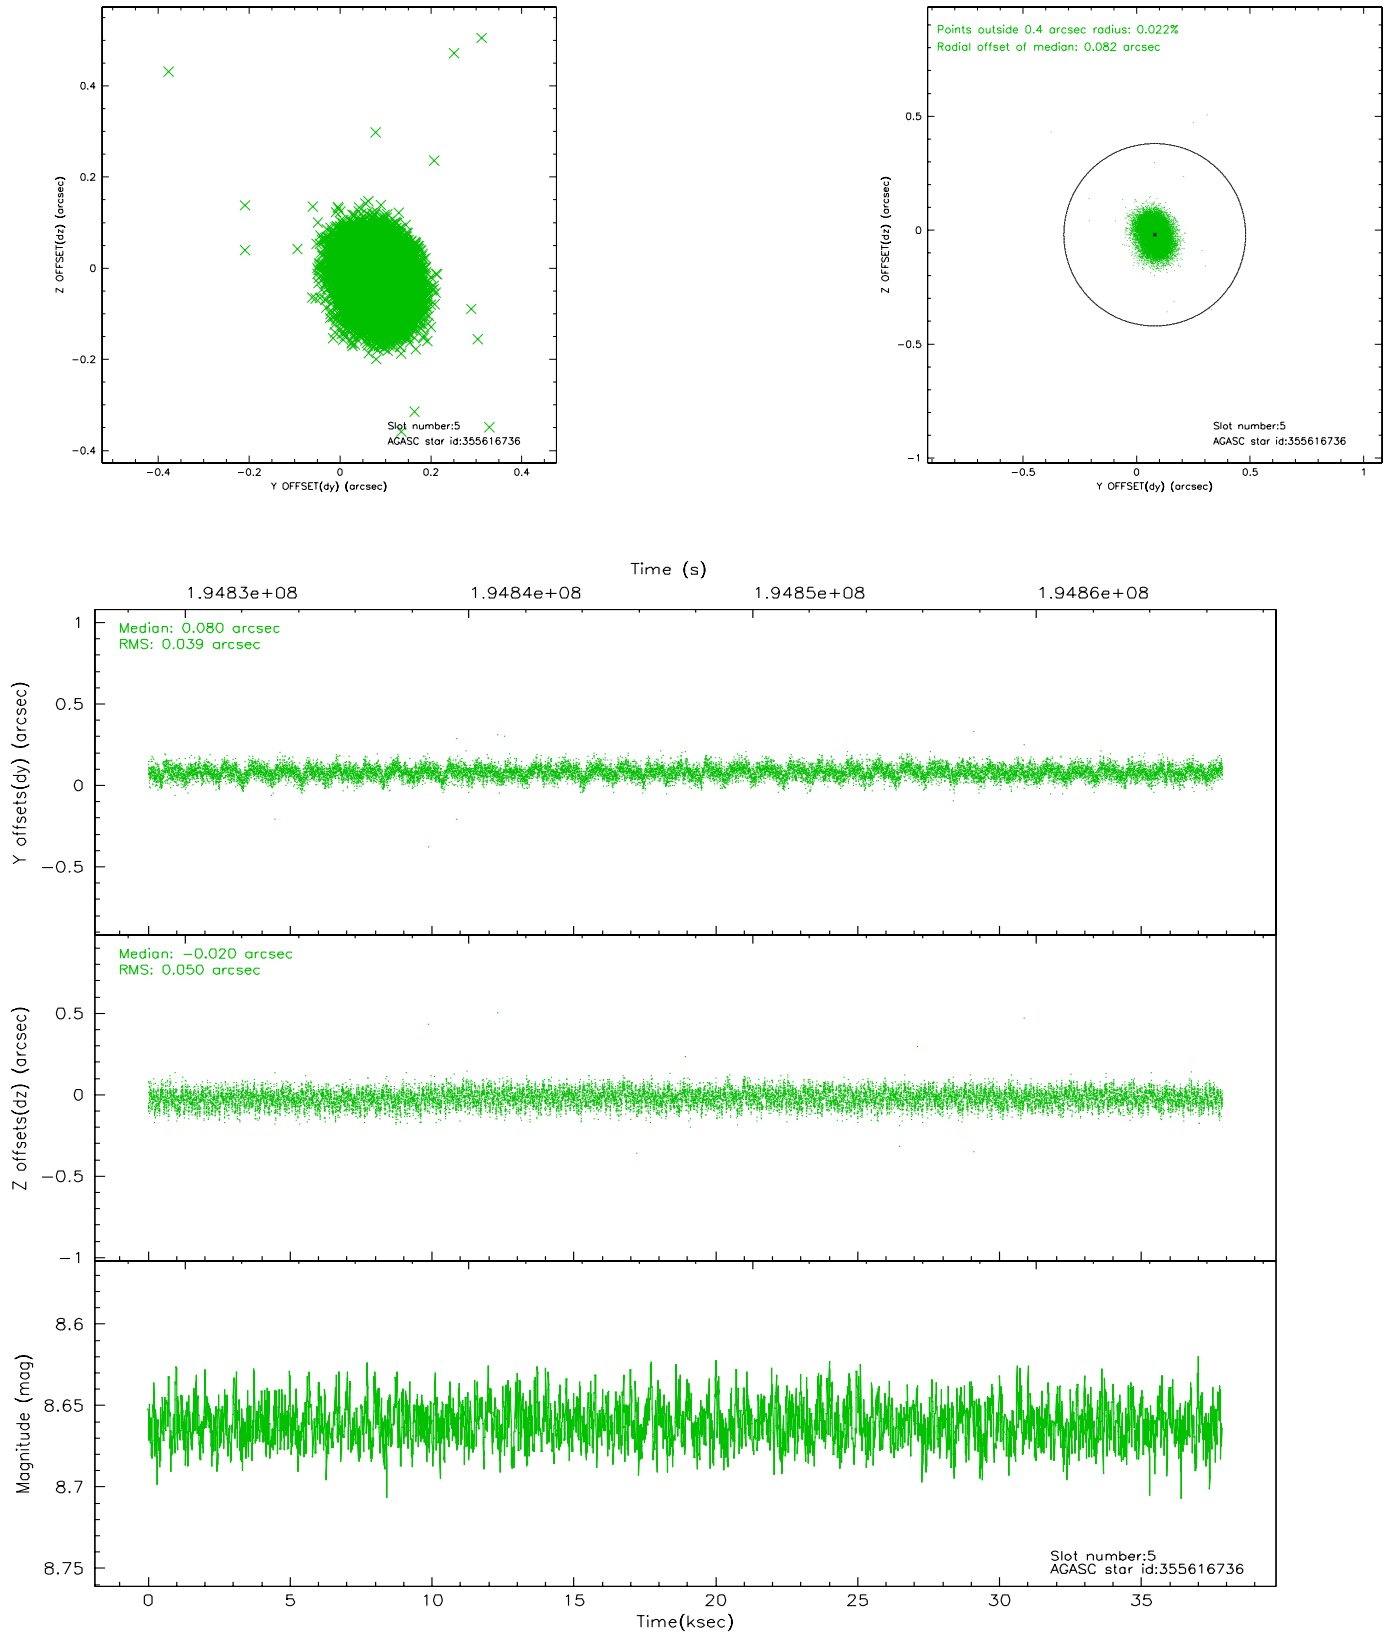 0.4
0.2
0
−0.2
−0.4
Z OFFSET(dz) (arcsec)
−0.4
−0.2
0
0.2
0.4
Y OFFSET(dy) (arcsec)
Slot number:5
AGASC star id:355616736
Points outside 0.4 arcsec radius: 0.022%
Radial offset of median: 0.082 arcsec
0.5
0
−0.5
−1
Z OFFSET(dz) (arcsec)
−0.5
0
0.5
1
Y OFFSET(dy) (arcsec)
Slot number:5
AGASC star id:355616736
Time (s)
1.9483e+08
1.9484e+08
1.9485e+08
1.9486e+08
Median: 0.080 arcsec
RMS: 0.039 arcsec
1
0.5
0
−0.5
Y offsets(dy) (arcsec)
Median: −0.020 arcsec
RMS: 0.050 arcsec
0.5
0
−0.5
−1
Z offsets(dz) (arcsec)
8.6
8.65
8.7
8.75
Magnitude (mag)
Slot number:5
AGASC star id:355616736
0
5
10
15
20
25
30
35
Time(ksec)